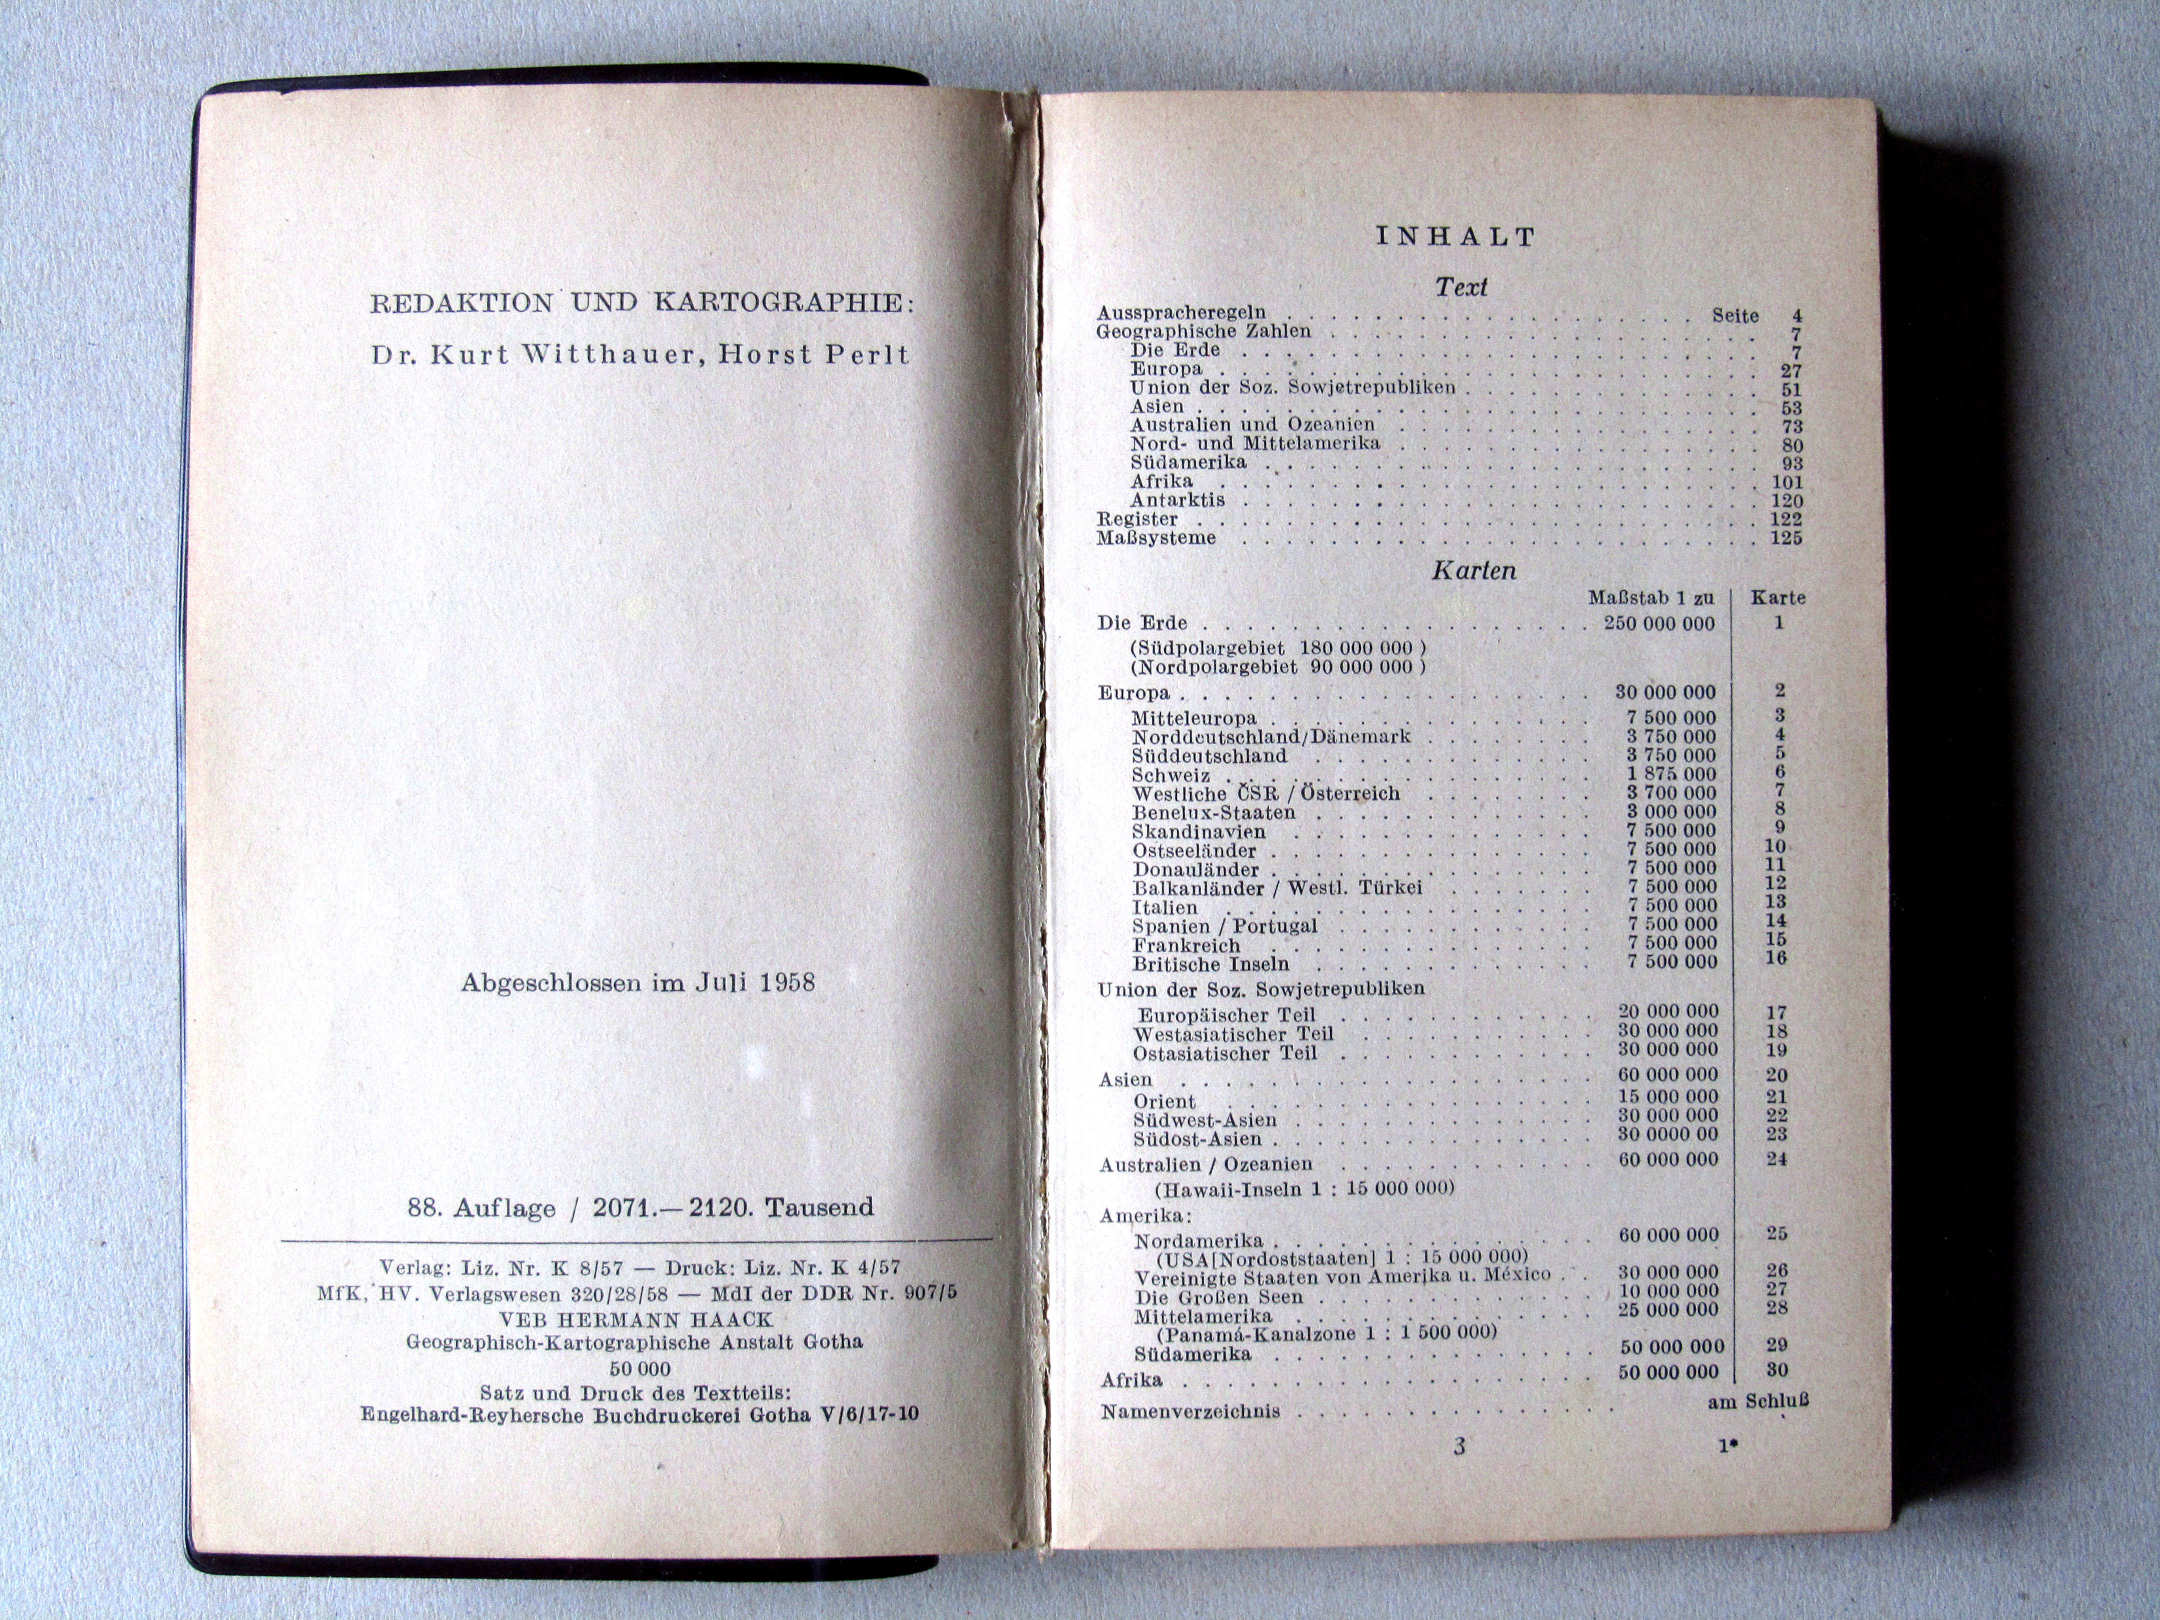 REDAKTION UND KARTOGRAPHIE:
Dr. Kurt Witthauer, Horst Perlt
Abgeschlossen im Juli 1958
88. Auflage / 2071.— 2120. Tausend
Verlag: Liz. Nr. K 8/57 — Druck: Liz. Nr. K 4/57
MfK, HV. Verlagswesen 320/28/58 — MdI der DDR Nr. 907/5
VEB HERMANN HAACK
Geographisch-Kartographische Anstalt Gotha
50 000
Satz und Druck des Textteils:
Engelhard-Reyhersche Buchdruckerei Gotha V/6/17-10
INHALT
Text
Ausspracheregeln . . . . . Seite 4
Geographische Zahlen . . . . . 7
Die Erde . . . . . 7
Europa . . . . . 27
Union der Soz. Sowjetrepubliken . . . . . 51
Asien . . . . . 53
Australien und Ozeanien . . . . . 73
Nord- und Mittelamerika . . . . . 80
Südamerika . . . . . 93
Afrika . . . . . 101
Antarktis . . . . . 120
Register . . . . . 122
Maßsysteme . . . . . 125
Karten
Maßstab 1 zu Karte
Die Erde . . . . . 250 000 000 1
(Südpolargebiet 180 000 000 )
(Nordpolargebiet 90 000 000 )
Europa . . . . . 30 000 000 2
Mitteleuropa . . . . . 7 500 000 3
Norddeutschland/Dänemark . . . . . 3 750 000 4
Süddeutschland . . . . . 3 750 000 5
Schweiz . . . . . 1 875 000 6
Westliche ČSR / Österreich . . . . . 3 700 000 7
Benelux-Staaten . . . . . 3 000 000 8
Skandinavien . . . . . 7 500 000 9
Ostseeländer . . . . . 7 500 000 10
Donauländer . . . . . 7 500 000 11
Balkanländer / Westl. Türkei . . . . . 7 500 000 12
Italien . . . . . 7 500 000 13
Spanien / Portugal . . . . . 7 500 000 14
Frankreich . . . . . 7 500 000 15
Britische Inseln . . . . . 7 500 000 16
Union der Soz. Sowjetrepubliken
Europäischer Teil . . . . . 20 000 000 17
Westasiatischer Teil . . . . . 30 000 000 18
Ostasiatischer Teil . . . . . 30 000 000 19
Asien . . . . . 60 000 000 20
Orient . . . . . 15 000 000 21
Südwest-Asien . . . . . 30 000 000 22
Südost-Asien . . . . . 30 0000 00 23
Australien / Ozeanien . . . . . 60 000 000 24
(Hawaii-Inseln 1 : 15 000 000)
Amerika:
Nordamerika . . . . . 60 000 000 25
(USA[Nordoststaaten] 1 : 15 000 000)
Vereinigte Staaten von Amerika u. México . . 30 000 000 26
Die Großen Seen . . . . . 10 000 000 27
Mittelamerika . . . . . 25 000 000 28
(Panamá-Kanalzone 1 : 1 500 000)
Südamerika . . . . . 50 000 000 29
Afrika . . . . . 50 000 000 30
Namenverzeichnis . . . . . am Schluß
3 1*